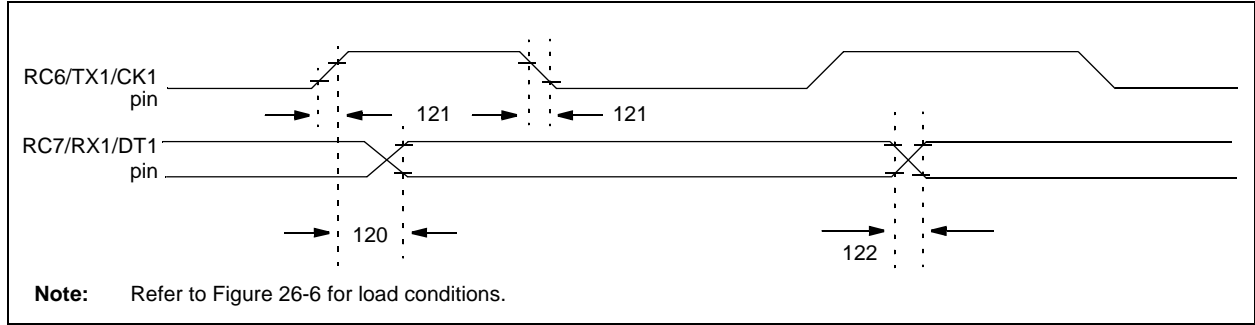 RC6/TX1/CK1
pin
121
121
RC7/RX1/DT1
pin
120
122
Note: Refer to Figure 26-6 for load conditions.